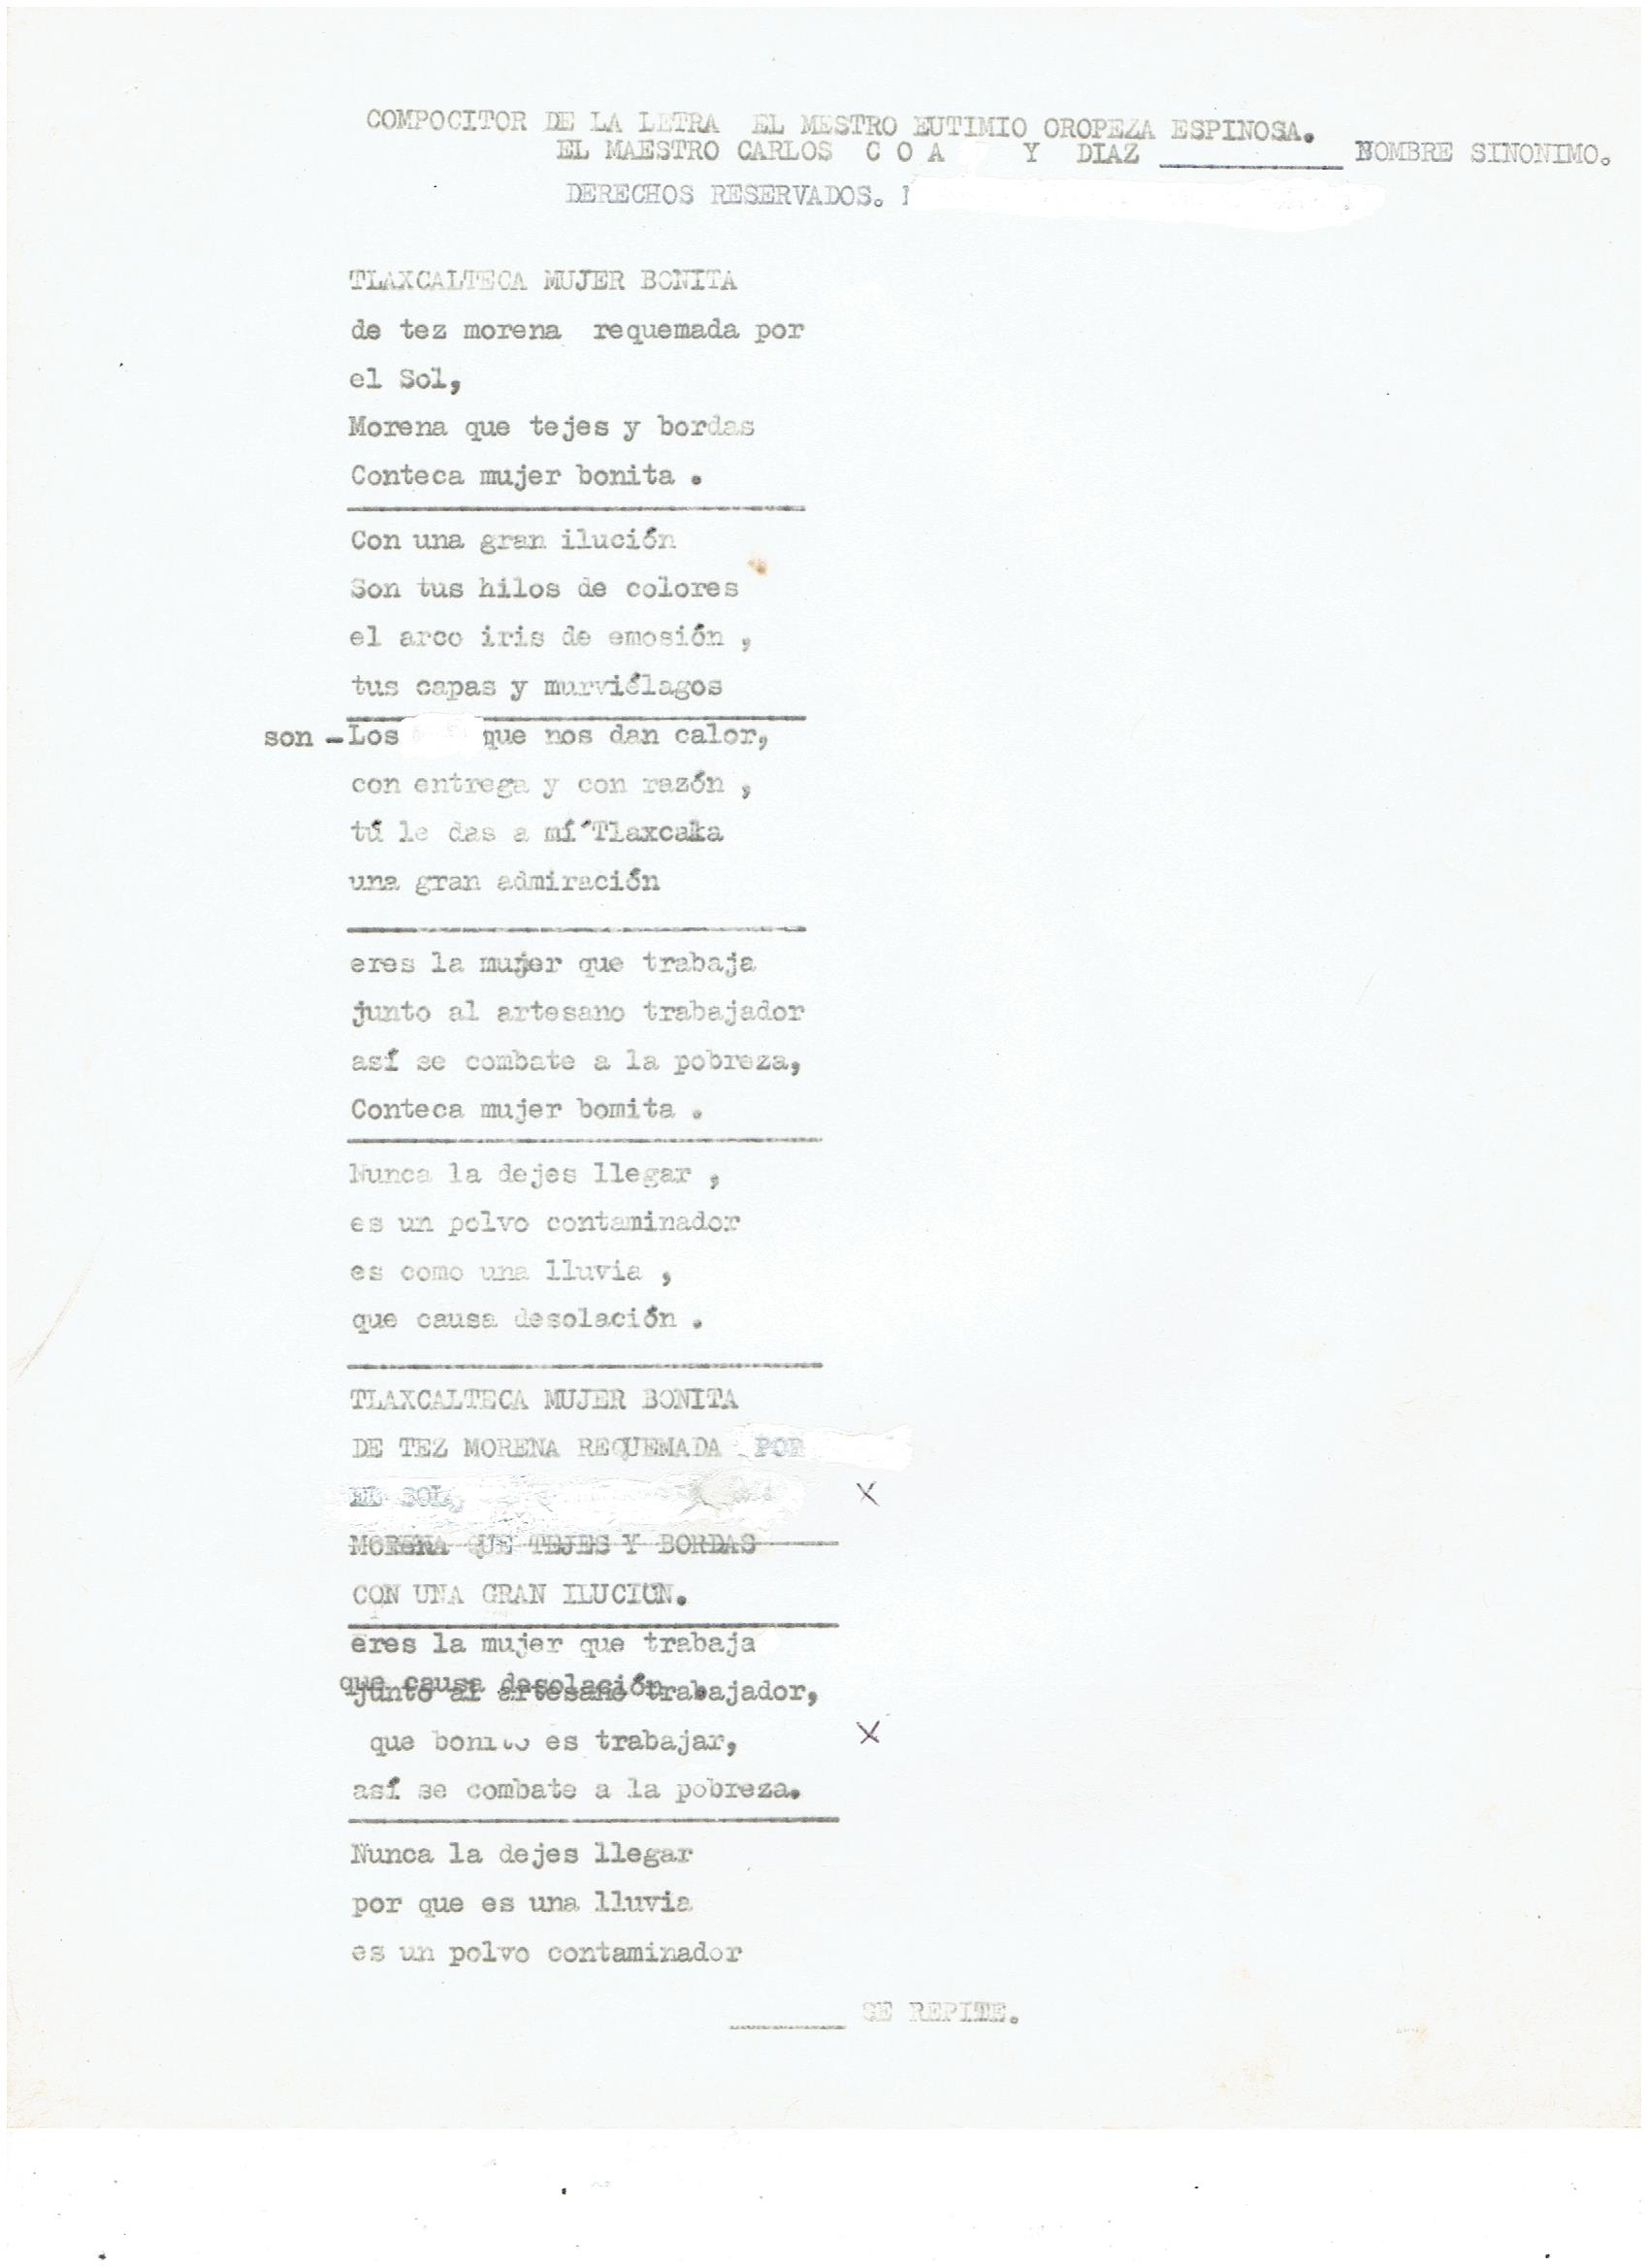 COMPOCITOR DE LA LETRA EL MESTRO EUTIMIO OROPEZA ESPINOSA.
EL MAESTRO CARLOS C O A Y DIAZ ________ NOMBRE SINONIMO.
DERECHOS RESERVADOS.
TLAXCALTECA MUJER BONITA
de tez morena requemada por
el Sol,
Morena que tejes y bordas
Conteca mujer bonita .
Con una gran ilución
Son tus hilos de colores
el arco iris de emosión ,
tus capas y murviélagos
son - Los que nos dan calor,
con entrega y con razón ,
tú le das a mí Tlaxcaka
una gran admiración
eres la mujer que trabaja
junto al artesano trabajador
así se combate a la pobreza,
Conteca mujer bomita .
Nunca la dejes llegar ,
es un polvo contaminador
es como una lluvia ,
que causa desolación .
TLAXCALTECA MUJER BONITA
DE TEZ MORENA REQUEMADA POR
EL SOL, X
MORENA QUE TEJES Y BORDAS
CON UNA GRAN ILUCION.
eres la mujer que trabaja
que causa desolación .
junto al artesano trabajador,
que bonito es trabajar, X
así se combate a la pobreza.
Nunca la dejes llegar
por que es una lluvia
es un polvo contaminador
______ SE REPITE.